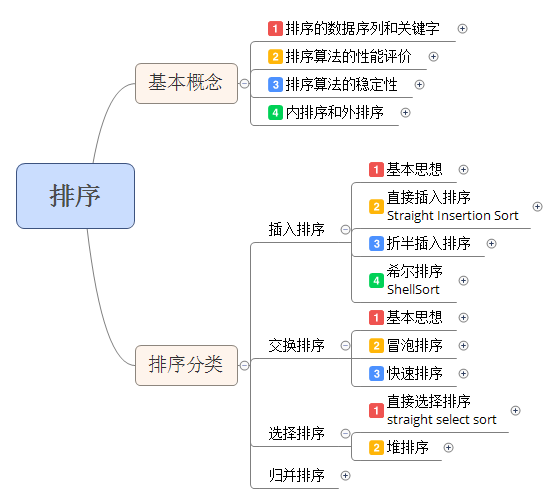 排序
基本概念
1 排序的数据序列和关键字
2 排序算法的性能评价
3 排序算法的稳定性
4 内排序和外排序
排序分类
插入排序
1 基本思想
2 直接插入排序
Straight Insertion Sort
3 折半插入排序
4 希尔排序
ShellSort
交换排序
1 基本思想
2 冒泡排序
3 快速排序
选择排序
1 直接选择排序
straight select sort
2 堆排序
归并排序